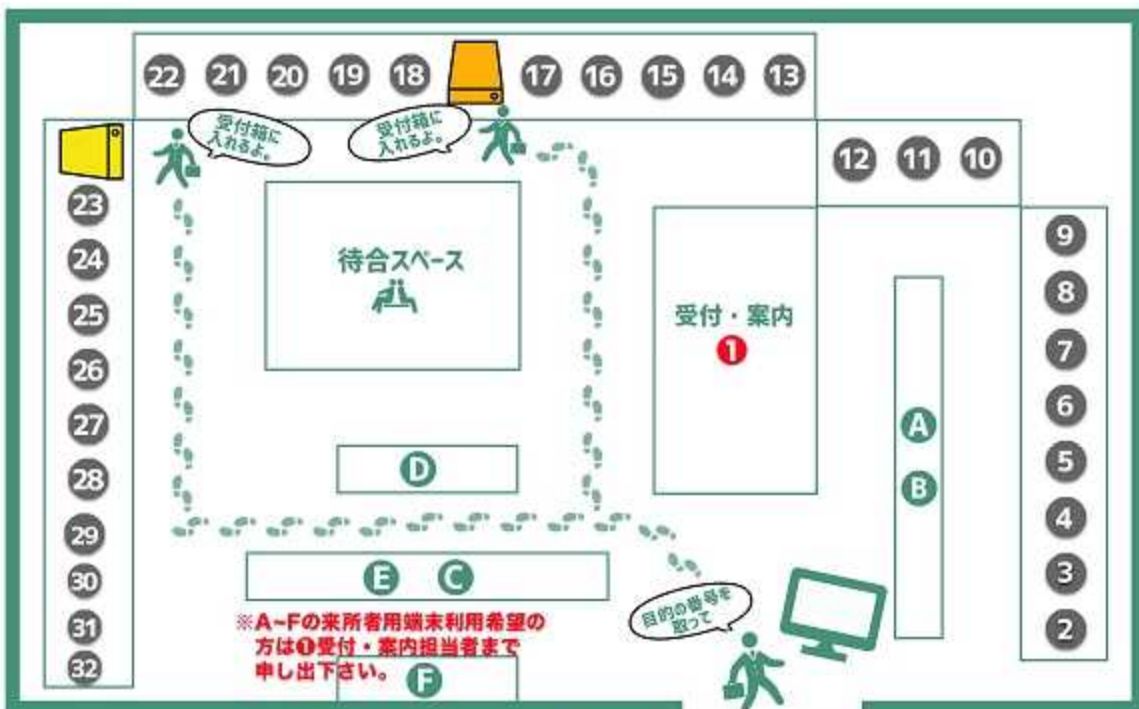 22 21 20 19 18 17 16 15 14 13
受付箱に
入れるよ。
受付箱に
入れるよ。
12 11 10
23
24
25
26
27
28
29
30
31
32
待合スペース
受付・案内
1
9
8
7
6
5
4
3
2
A
B
D
E C
※A~Fの来所者用端末利用希望の
方は❶受付・案内担当者まで
申し出下さい。
F
目的の番号を
取って